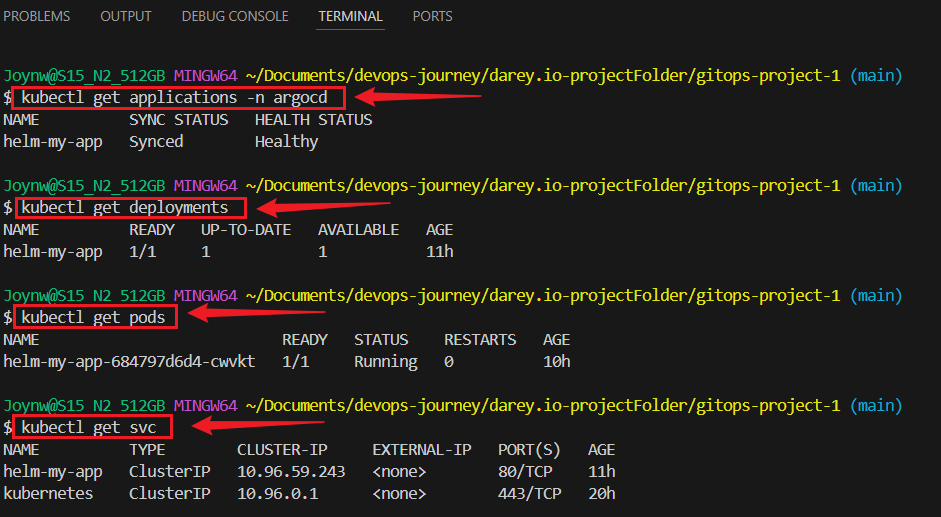 PROBLEMS OUTPUT DEBUG CONSOLE TERMINAL PORTS
Joynw@S15_N2_512GB MINGW64 ~/Documents/devops-journey/darey.io-projectFolder/gitops-project-1 (main)
$ kubectl get applications -n argocd
NAME SYNC STATUS HEALTH STATUS
helm-my-app Synced Healthy
Joynw@S15_N2_512GB MINGW64 ~/Documents/devops-journey/darey.io-projectFolder/gitops-project-1 (main)
$ kubectl get deployments
NAME READY UP-TO-DATE AVAILABLE AGE
helm-my-app 1/1 1 1 11h
Joynw@S15_N2_512GB MINGW64 ~/Documents/devops-journey/darey.io-projectFolder/gitops-project-1 (main)
$ kubectl get pods
NAME READY STATUS RESTARTS AGE
helm-my-app-684797d6d4-cwvkt 1/1 Running 0 10h
Joynw@S15_N2_512GB MINGW64 ~/Documents/devops-journey/darey.io-projectFolder/gitops-project-1 (main)
$ kubectl get svc
NAME TYPE CLUSTER-IP EXTERNAL-IP PORT(S) AGE
helm-my-app ClusterIP 10.96.59.243 <none> 80/TCP 11h
kubernetes ClusterIP 10.96.0.1 <none> 443/TCP 20h